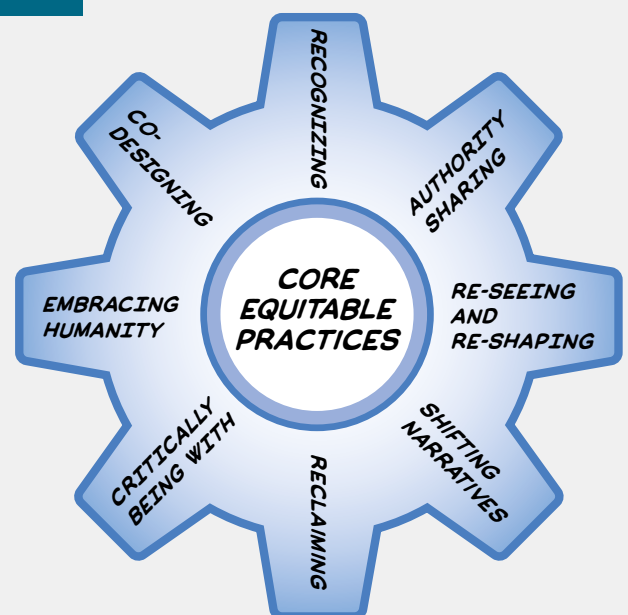 RECOGNIZING
AUTHORITY
SHARING
RE-SEEING
AND
RE-SHAPING
SHIFTING
NARRATIVES
RECLAIMING
CRITICALLY
BEING WITH
EMBRACING
HUMANITY
CO-
DESIGNING
CORE
EQUITABLE
PRACTICES